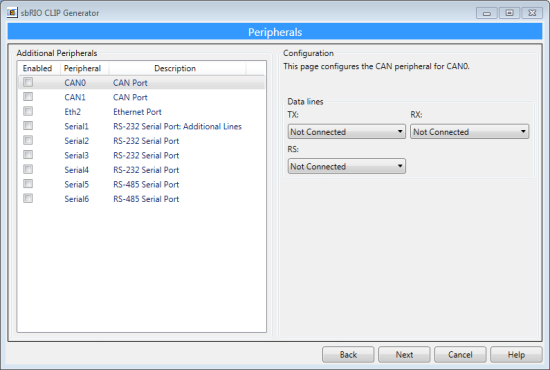 sbRIO CLIP Generator
Peripherals
Additional Peripherals
Enabled Peripheral Description
CAN0 CAN Port
CAN1 CAN Port
Eth2 Ethernet Port
Serial1 RS-232 Serial Port: Additional Lines
Serial2 RS-232 Serial Port
Serial3 RS-232 Serial Port
Serial4 RS-232 Serial Port
Serial5 RS-485 Serial Port
Serial6 RS-485 Serial Port
Configuration
This page configures the CAN peripheral for CAN0.
Data lines
TX: RX:
Not Connected Not Connected
RS:
Not Connected
Back Next Cancel Help